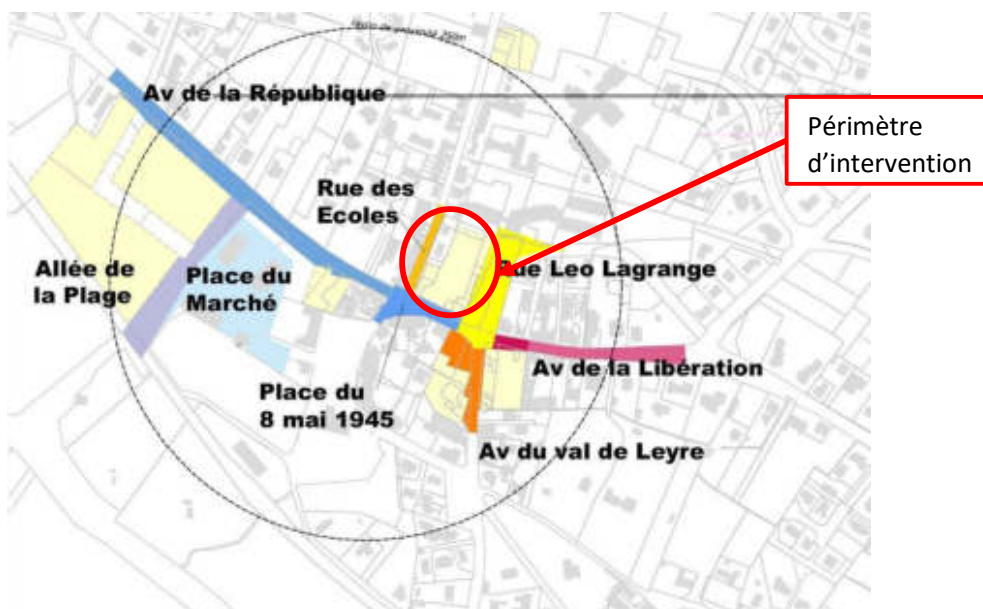 Av de la République
Périmètre
d'intervention
Rue des
Ecoles
Allée de
la Plage
Place du
Marché
Rue Leo Lagrange
Av de la Libération
Place du
8 mai 1945
Av du val de Leyre